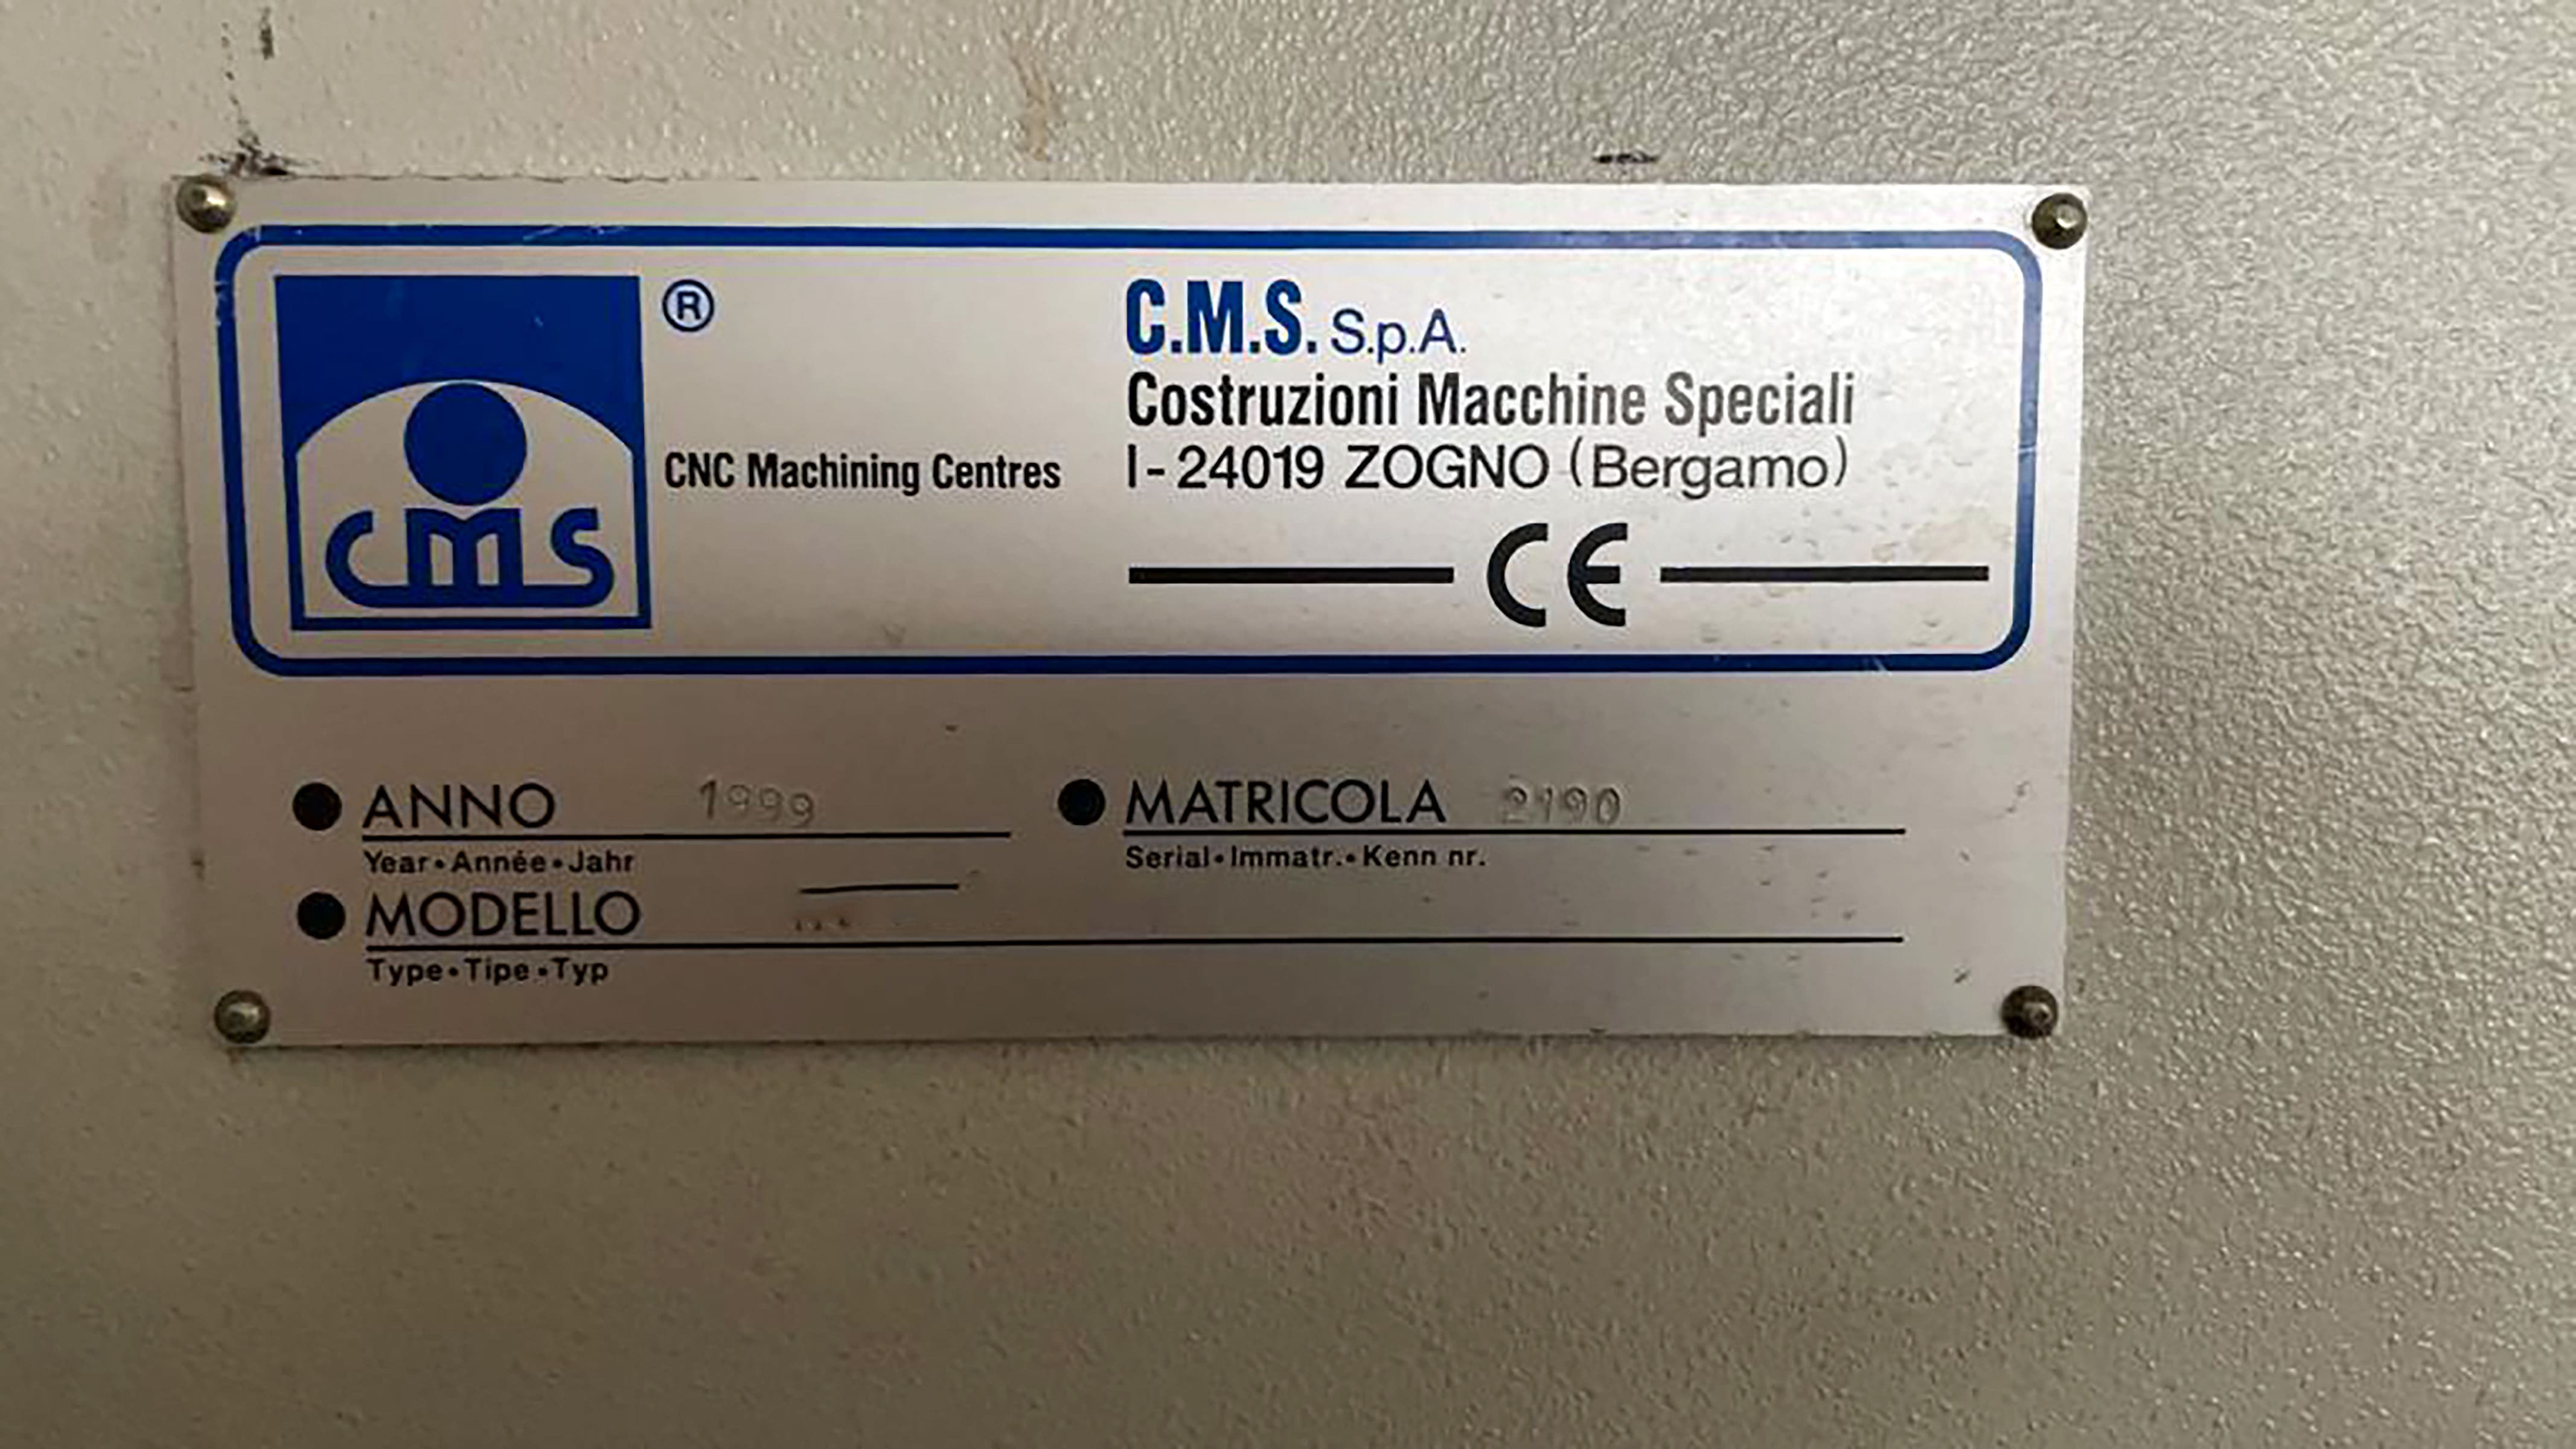 ®
cms
CNC Machining Centres
C.M.S. S.p.A.
Costruzioni Macchine Speciali
I-24019 ZOGNO (Bergamo)
CE
ANNO 1999
Year•Année•Jahr
MATRICOLA 2190
Serial•Immatr.•Kenn nr.
MODELLO
Type•Tipe•Typ